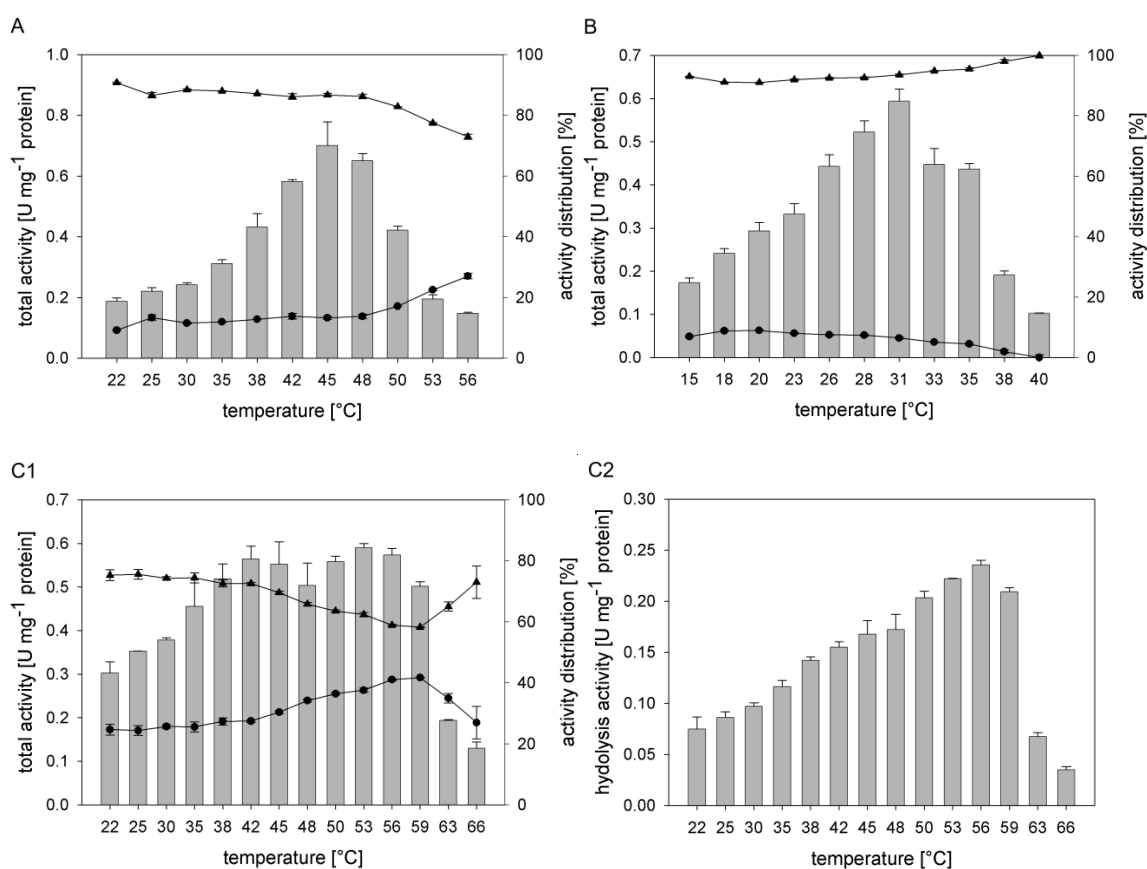 A
total activity [U mg⁻¹ protein]
1.0
0.8
0.6
0.4
0.2
0.0
100
80
60
40
20
0
activity distribution [%]
22 25 30 35 38 42 45 48 50 53 56
temperature [°C]
B
total activity [U mg⁻¹ protein]
0.7
0.6
0.5
0.4
0.3
0.2
0.1
0.0
100
80
60
40
20
0
activity distribution [%]
15 18 20 23 26 28 31 33 35 38 40
temperature [°C]
C1
total activity [U mg⁻¹ protein]
0.7
0.6
0.5
0.4
0.3
0.2
0.1
0.0
100
80
60
40
20
0
activity distribution [%]
22 25 30 35 38 42 45 48 50 53 56 59 63 66
temperature [°C]
C2
hydolysis activity [U mg⁻¹ protein]
0.30
0.25
0.20
0.15
0.10
0.05
0.00
22 25 30 35 38 42 45 48 50 53 56 59 63 66
temperature [°C]